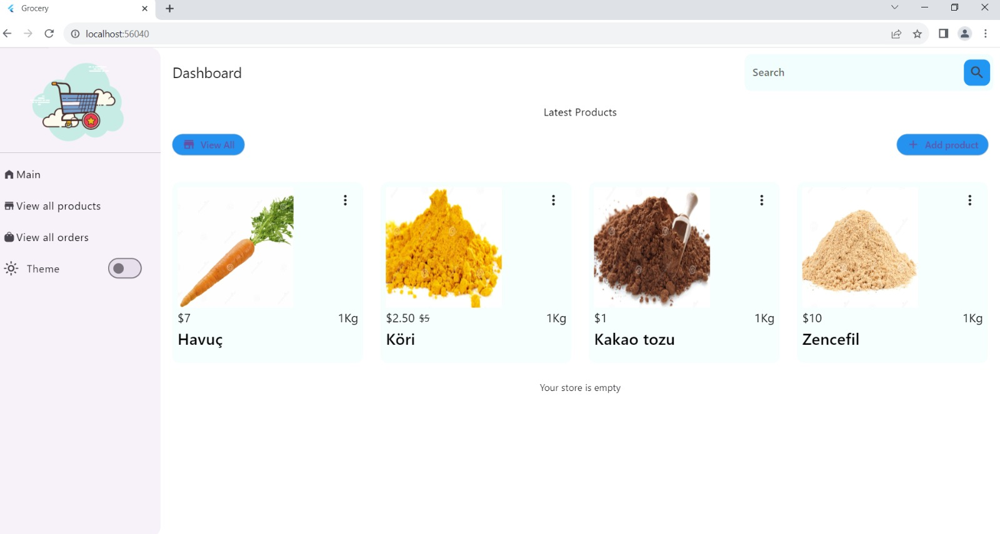 Grocery
localhost:56040
Dashboard
Search
Latest Products
View All
Add product
Main
View all products
View all orders
Theme
$7 1Kg
Havuç
$2.50 $5 1Kg
Köri
$1 1Kg
Kakao tozu
$10 1Kg
Zencefil
Your store is empty